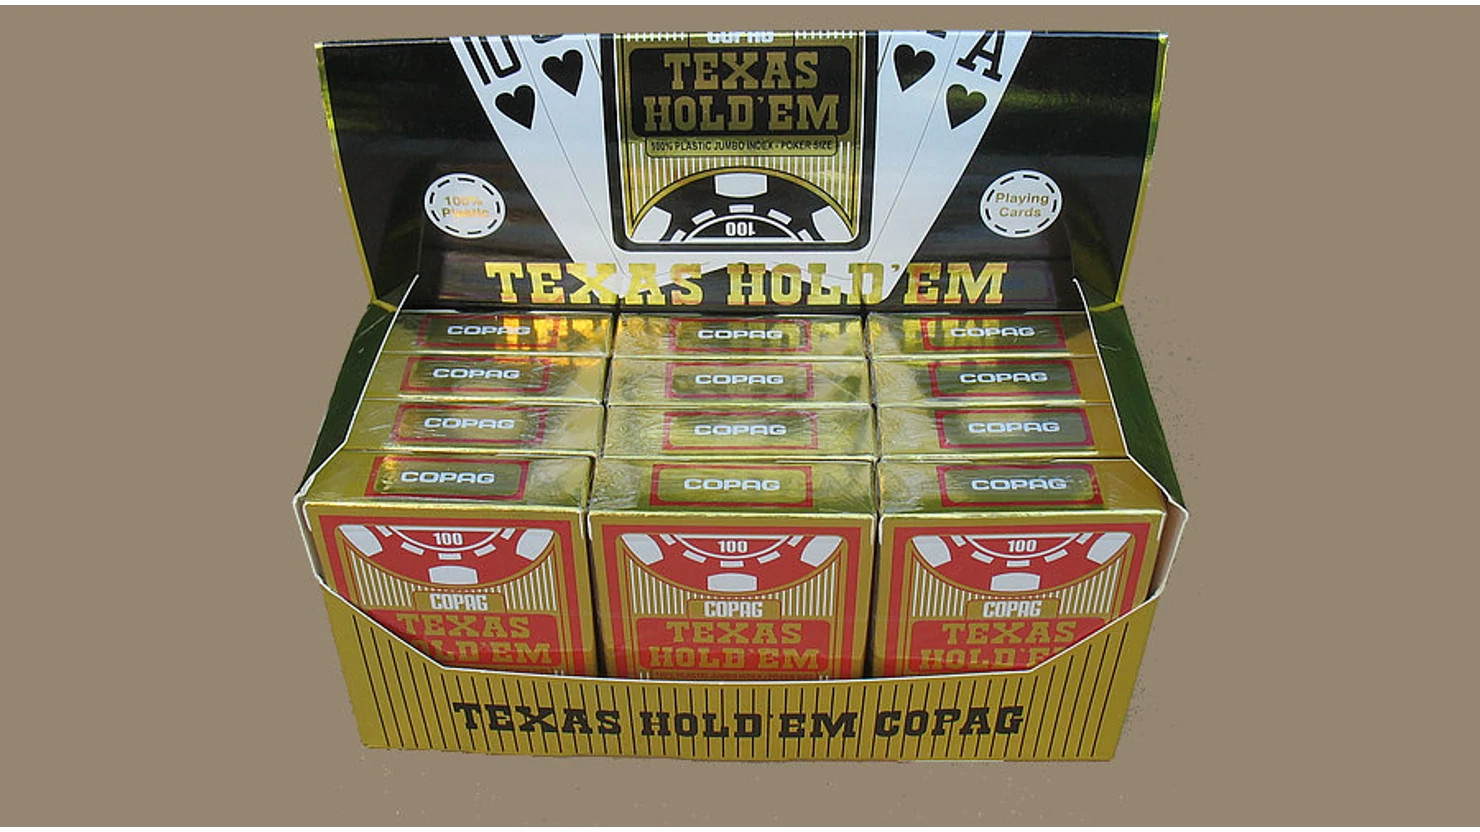 10
A
COPAG
TEXAS
HOLD'EM
100% PLASTIC JUMBO INDEX - POKER SIZE
100
100%
Plastic
Playing
Cards
TEXAS HOLD'EM
COPAG COPAG COPAG
COPAG COPAG COPAG
COPAG COPAG COPAG
COPAG COPAG COPAG
100 100 100
COPAG COPAG COPAG
TEXAS TEXAS TEXAS
HOLD'EM HOLD'EM HOLD'E
TEXAS HOLD'EM COPAG